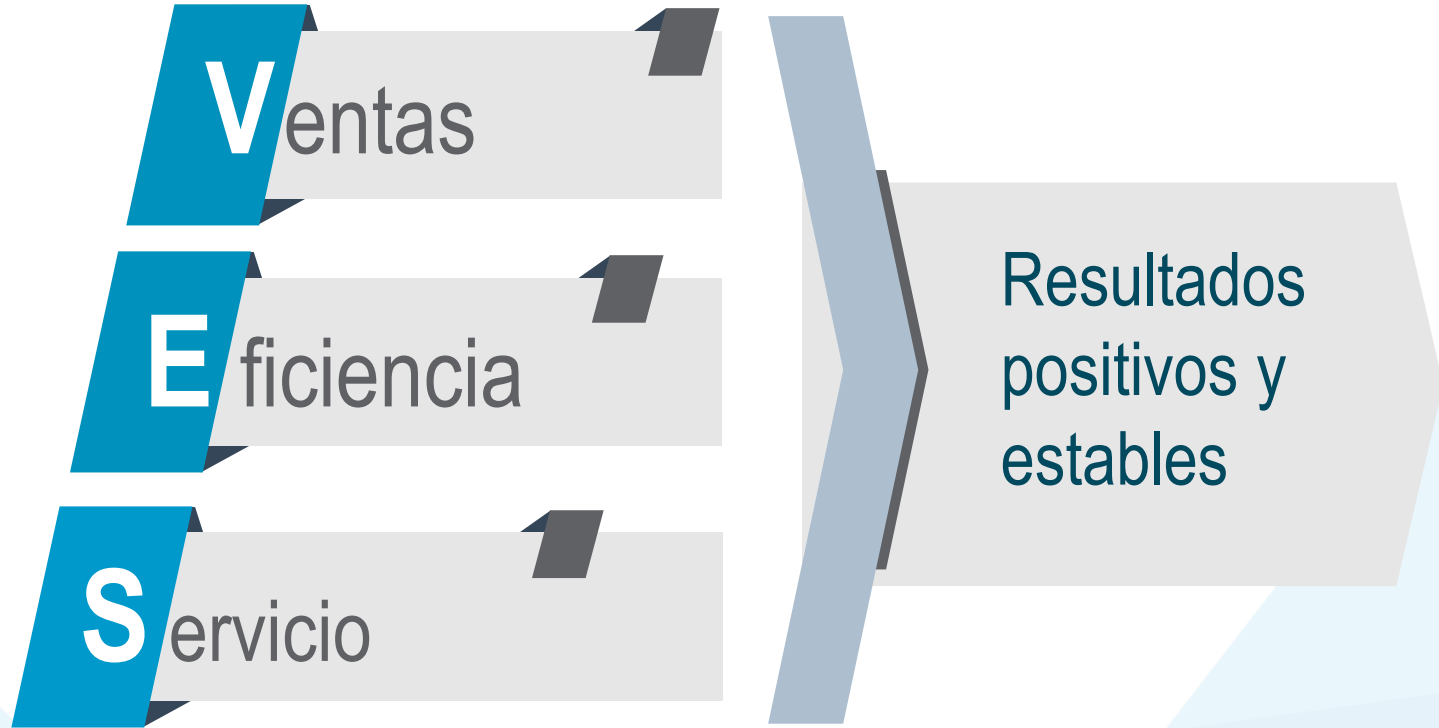 Ventas
Eficiencia
Servicio
Resultados
positivos y
estables